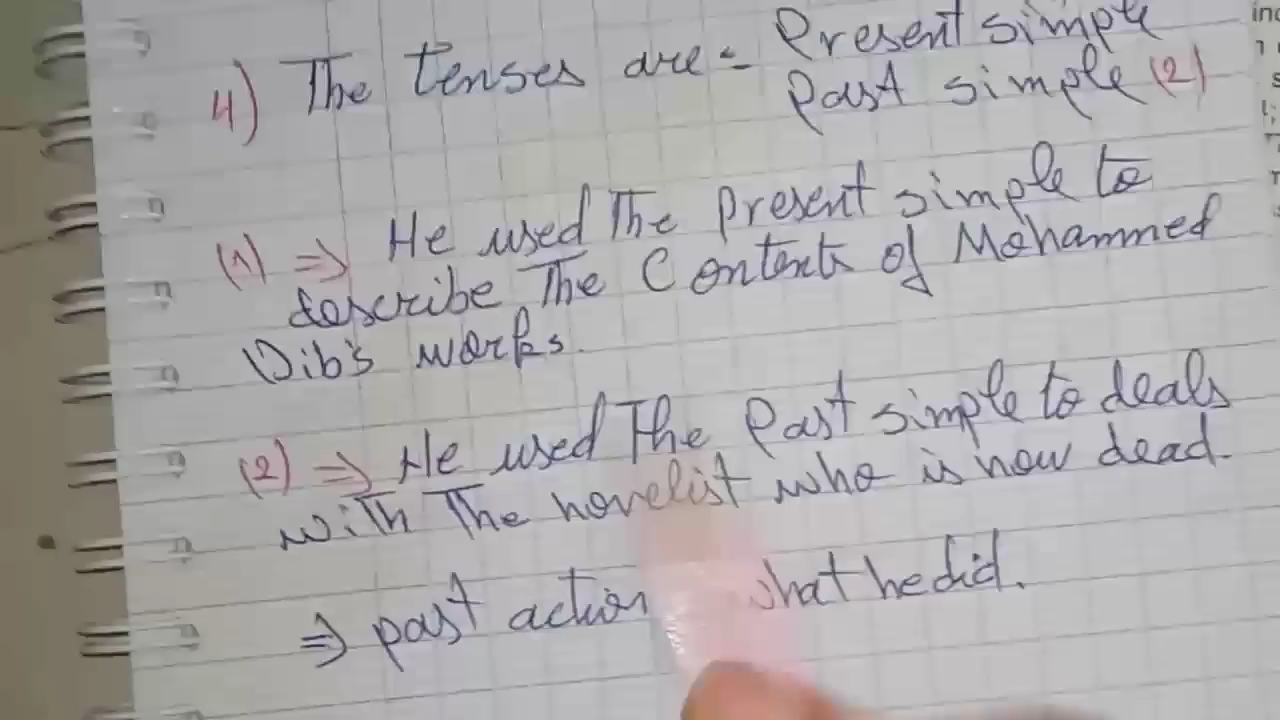 4) The tenses are = Present simple
Past simple (2)
(1) => He used The Present simple to
describe The Contents of Mohammed
Dib's works.
(2) => He used The Past simple to deals
with The novelist who is now dead.
=> past action what he did.